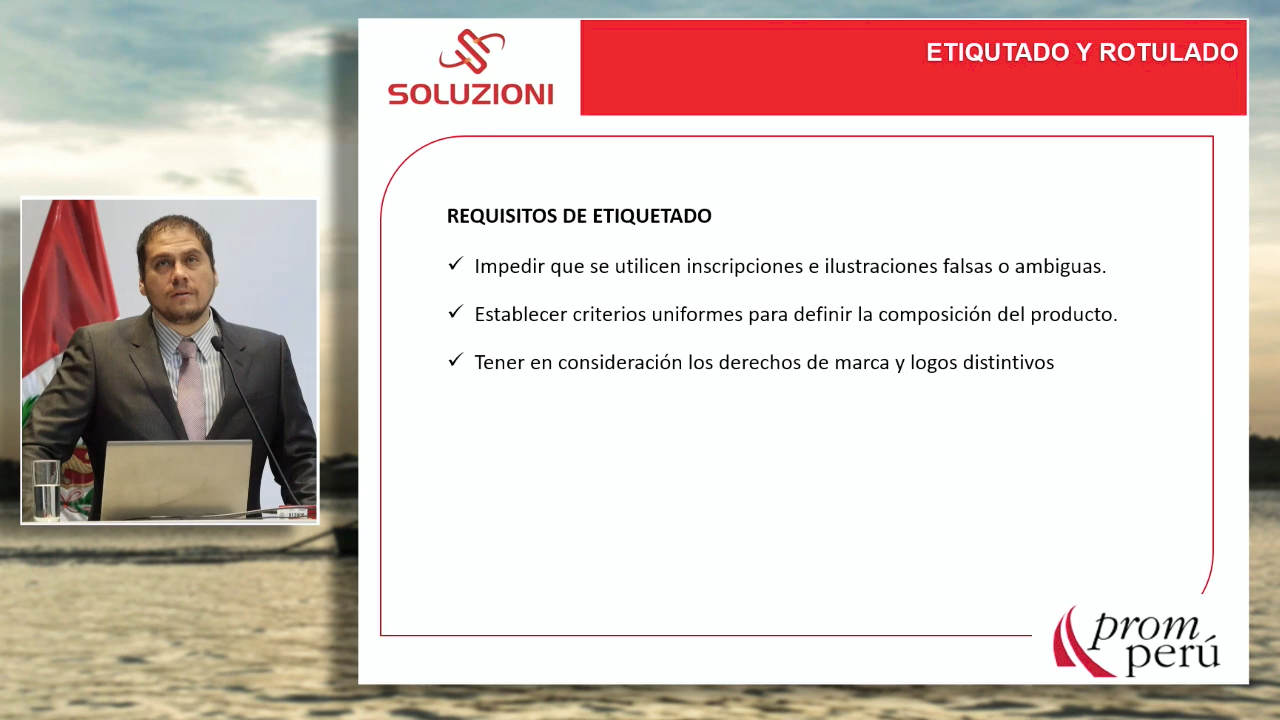 SOLUZIONI
ETIQUTADO Y ROTULADO
REQUISITOS DE ETIQUETADO
✓ Impedir que se utilicen inscripciones e ilustraciones falsas o ambiguas.
✓ Establecer criterios uniformes para definir la composición del producto.
✓ Tener en consideración los derechos de marca y logos distintivos
prom
perú